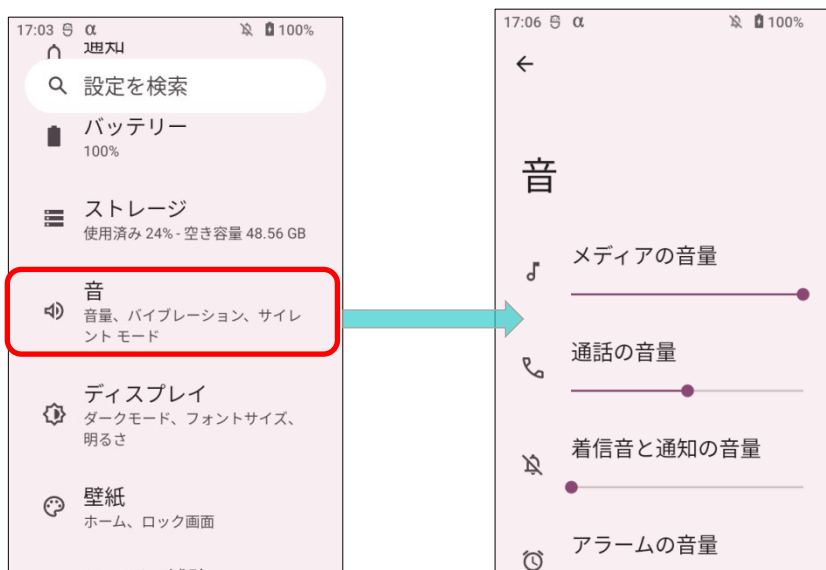 17:03 α 100%
通知
設定を検索
バッテリー
100%
ストレージ
使用済み 24% - 空き容量 48.56 GB
音
音量、バイブレーション、サイレ
ント モード
ディスプレイ
ダークモード、フォントサイズ、
明るさ
壁紙
ホーム、ロック画面
17:06 α 100%
音
メディアの音量
通話の音量
着信音と通知の音量
アラームの音量